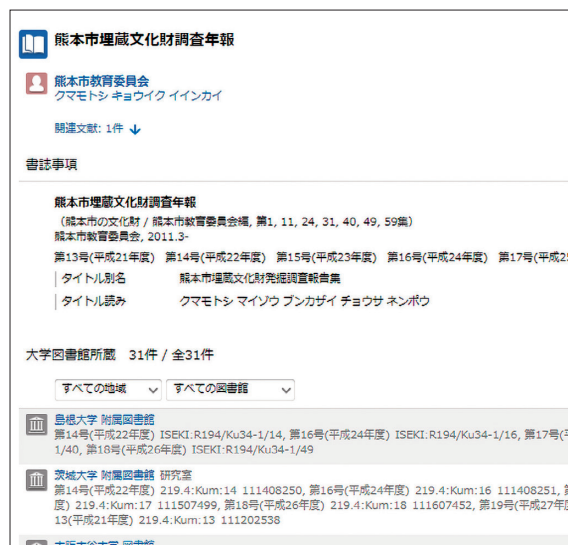 熊本市埋蔵文化財調査年報
熊本市教育委員会
クマモトシ キョウイク イインカイ
関連文献: 1件
書誌事項
熊本市埋蔵文化財調査年報
(熊本市の文化財 / 熊本市教育委員会編, 第1, 11, 24, 31, 40, 49, 59集)
熊本市教育委員会, 2011.3-
第13号(平成21年度) 第14号(平成22年度) 第15号(平成23年度) 第16号(平成24年度) 第17号(平成25
タイトル別名 熊本市埋蔵文化財発掘調査報告集
タイトル読み クマモトシ マイゾウ ブンカザイ チョウサ ネンポウ
大学図書館所蔵 31件 / 全31件
すべての地域 すべての図書館
島根大学 附属図書館
第14号(平成22年度) ISEKI:R194/Ku34-1/14, 第16号(平成24年度) ISEKI:R194/Ku34-1/16, 第17号(平
1/40, 第18号(平成26年度) ISEKI:R194/Ku34-1/49
茨城大学 附属図書館 研究室
第14号(平成22年度) 219.4:Kum:14 111408250, 第16号(平成24年度) 219.4:Kum:16 111408251, 第
度) 219.4:Kum:17 111507499, 第18号(平成26年度) 219.4:Kum:18 111607452, 第19号(平成27年度
13(平成21年度) 219.4:Kum:13 111202538